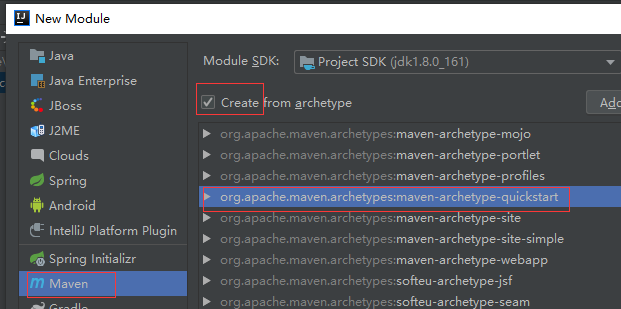 New Module
Java
Java Enterprise
JBoss
J2ME
Clouds
Spring
Android
IntelliJ Platform Plugin
Spring Initializr
Maven
Gradle
Module SDK: Project SDK (jdk1.8.0_161)
Create from archetype
Add
org.apache.maven.archetypes:maven-archetype-mojo
org.apache.maven.archetypes:maven-archetype-portlet
org.apache.maven.archetypes:maven-archetype-profiles
org.apache.maven.archetypes:maven-archetype-quickstart
org.apache.maven.archetypes:maven-archetype-site
org.apache.maven.archetypes:maven-archetype-site-simple
org.apache.maven.archetypes:maven-archetype-webapp
org.apache.maven.archetypes:softeu-archetype-jsf
org.apache.maven.archetypes:softeu-archetype-seam